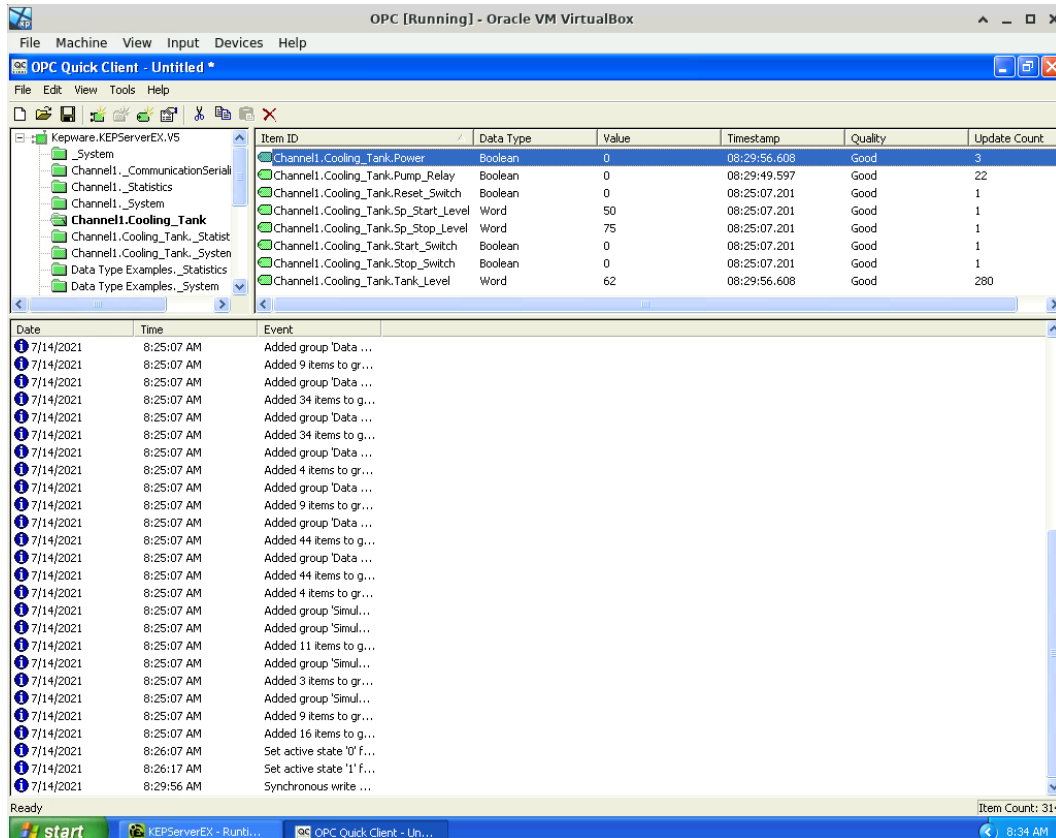 OPC [Running] - Oracle VM VirtualBox
File Machine View Input Devices Help
OPC Quick Client - Untitled *
File Edit View Tools Help
Kepware.KEPServerEX.V5
_System
Channel1._CommunicationSeriali
Channel1._Statistics
Channel1._System
Channel1.Cooling_Tank
Channel1.Cooling_Tank._Statist
Channel1.Cooling_Tank._System
Data Type Examples._Statistics
Data Type Examples._System
Item ID Data Type Value Timestamp Quality Update Count
Channel1.Cooling_Tank.Power Boolean 0 08:29:56.608 Good 3
Channel1.Cooling_Tank.Pump_Relay Boolean 0 08:29:49.597 Good 22
Channel1.Cooling_Tank.Reset_Switch Boolean 0 08:25:07.201 Good 1
Channel1.Cooling_Tank.Sp_Start_Level Word 50 08:25:07.201 Good 1
Channel1.Cooling_Tank.Sp_Stop_Level Word 75 08:25:07.201 Good 1
Channel1.Cooling_Tank.Start_Switch Boolean 0 08:25:07.201 Good 1
Channel1.Cooling_Tank.Stop_Switch Boolean 0 08:25:07.201 Good 1
Channel1.Cooling_Tank.Tank_Level Word 62 08:29:56.608 Good 280
Date Time Event
7/14/2021 8:25:07 AM Added group 'Data ...
7/14/2021 8:25:07 AM Added 9 items to gr...
7/14/2021 8:25:07 AM Added group 'Data ...
7/14/2021 8:25:07 AM Added 34 items to g...
7/14/2021 8:25:07 AM Added group 'Data ...
7/14/2021 8:25:07 AM Added 34 items to g...
7/14/2021 8:25:07 AM Added group 'Data ...
7/14/2021 8:25:07 AM Added 4 items to gr...
7/14/2021 8:25:07 AM Added group 'Data ...
7/14/2021 8:25:07 AM Added 9 items to gr...
7/14/2021 8:25:07 AM Added group 'Data ...
7/14/2021 8:25:07 AM Added 44 items to g...
7/14/2021 8:25:07 AM Added group 'Data ...
7/14/2021 8:25:07 AM Added 44 items to g...
7/14/2021 8:25:07 AM Added 4 items to gr...
7/14/2021 8:25:07 AM Added group 'Simul...
7/14/2021 8:25:07 AM Added group 'Simul...
7/14/2021 8:25:07 AM Added 11 items to g...
7/14/2021 8:25:07 AM Added group 'Simul...
7/14/2021 8:25:07 AM Added 3 items to gr...
7/14/2021 8:25:07 AM Added group 'Simul...
7/14/2021 8:25:07 AM Added 9 items to gr...
7/14/2021 8:25:07 AM Added 16 items to g...
7/14/2021 8:26:07 AM Set active state '0' f...
7/14/2021 8:26:17 AM Set active state '1' f...
7/14/2021 8:29:56 AM Synchronous write ...
Ready Item Count: 31
start KEPServerEX - Runti... OPC Quick Client - Un... 8:34 AM